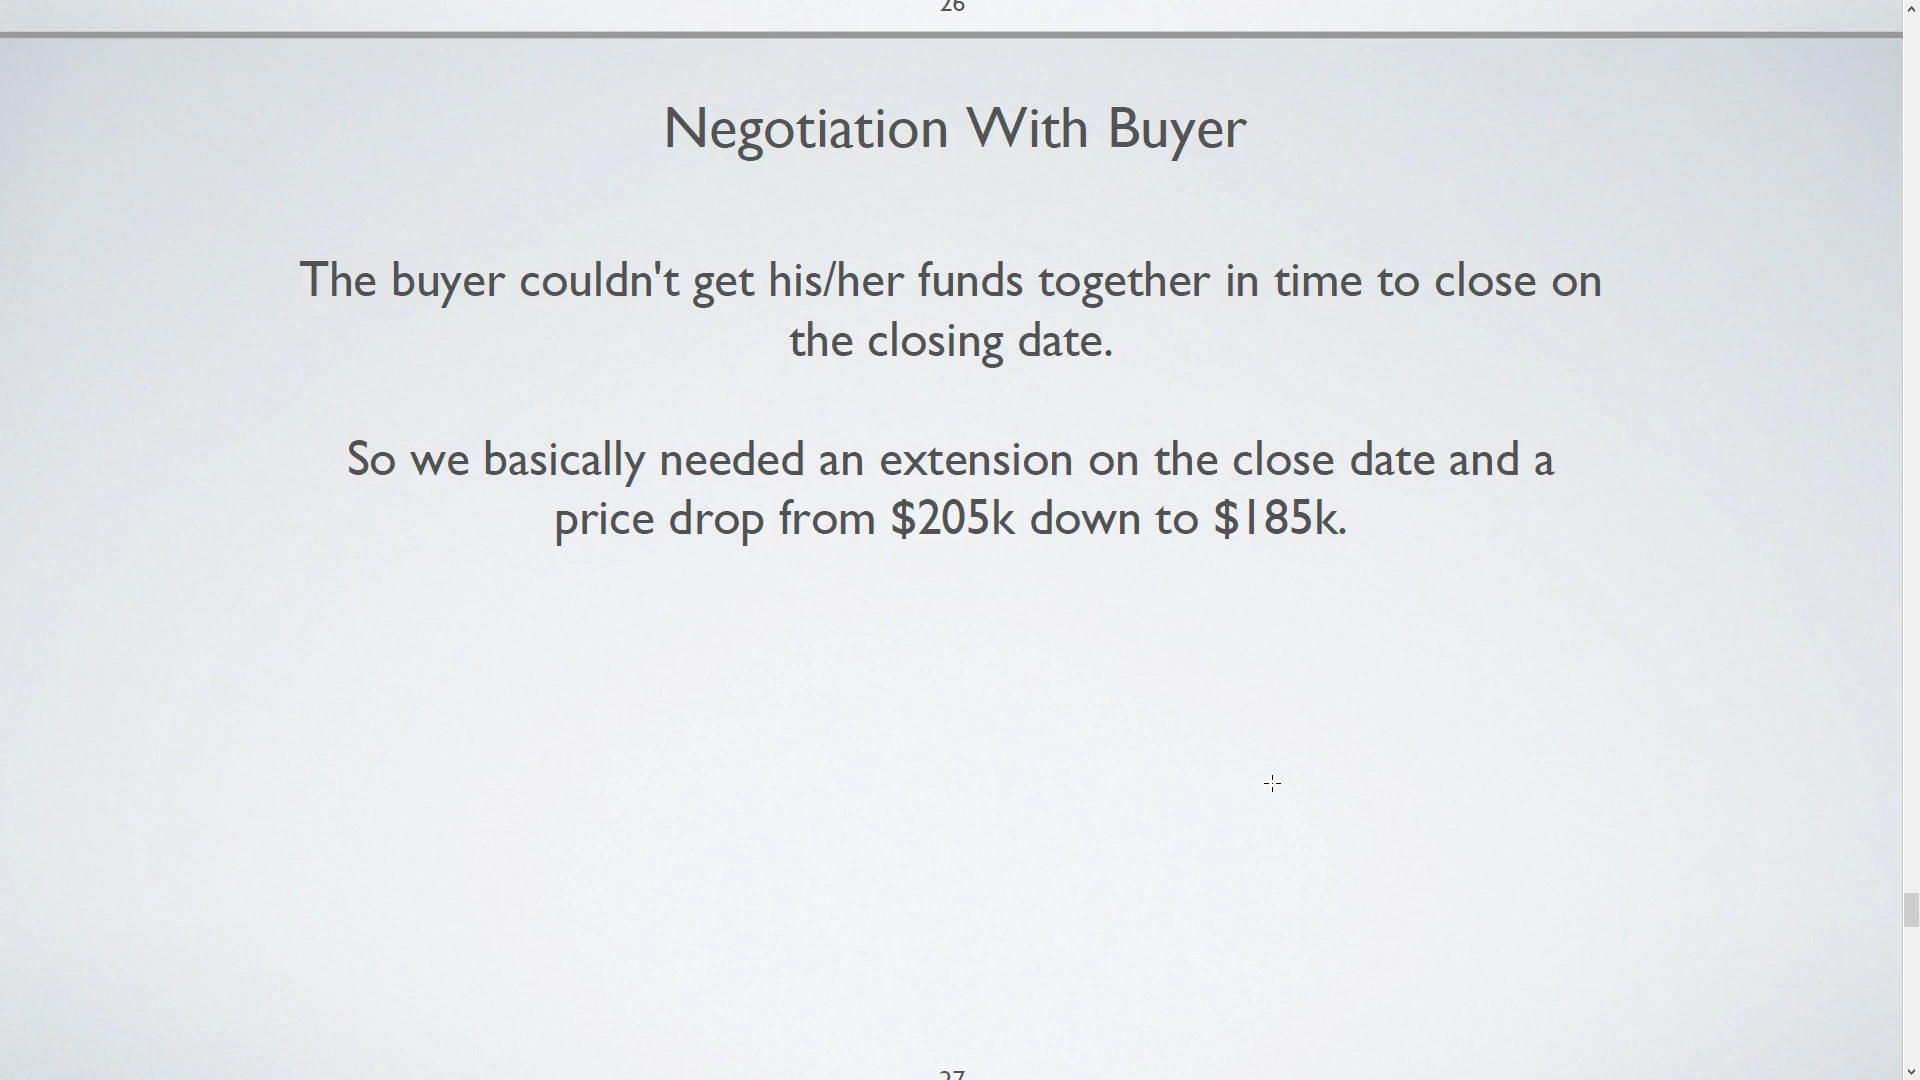 26
Negotiation With Buyer
The buyer couldn't get his/her funds together in time to close on
the closing date.
So we basically needed an extension on the close date and a
price drop from $205k down to $185k.
27